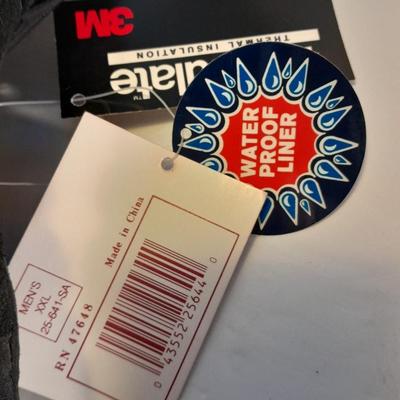 3M
THERMAL INSULATION
WATER
PROOF
LINER
MEN'S
XXL
25-641-SA
RN 47648
Made in China
0 43552 25644 0